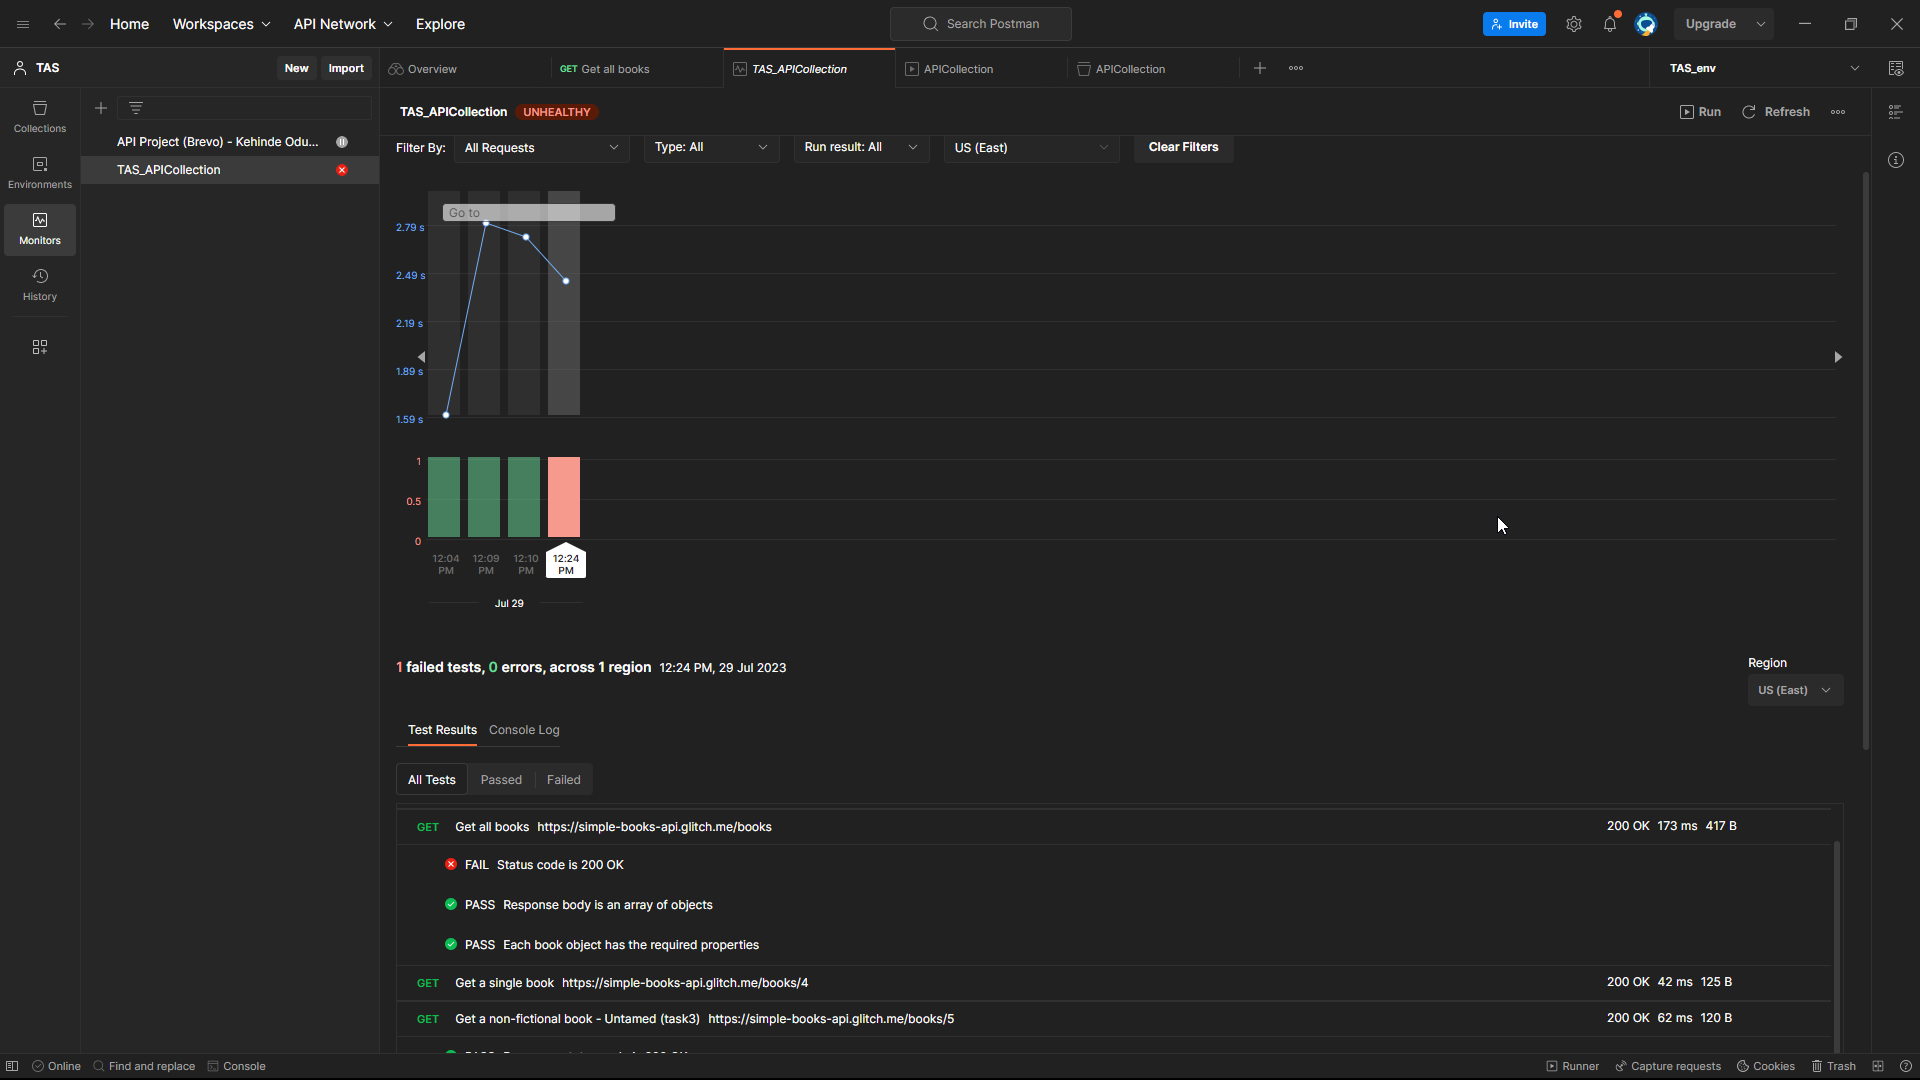 Home Workspaces API Network Explore Search Postman Invite Upgrade
TAS New Import Overview GET Get all books TAS_APICollection APICollection APICollection TAS_env
Collections
Environments
Monitors
History
API Project (Brevo) - Kehinde Odu...
TAS_APICollection
TAS_APICollection UNHEALTHY Run Refresh
Filter By: All Requests Type: All Run result: All US (East) Clear Filters
Go to
2.79 s
2.49 s
2.19 s
1.89 s
1.59 s
1
0.5
0
12:04 PM 12:09 PM 12:10 PM 12:24 PM
Jul 29
1 failed tests, 0 errors, across 1 region 12:24 PM, 29 Jul 2023
Region
US (East)
Test Results Console Log
All Tests Passed Failed
GET Get all books https://simple-books-api.glitch.me/books 200 OK 173 ms 417 B
FAIL Status code is 200 OK
PASS Response body is an array of objects
PASS Each book object has the required properties
GET Get a single book https://simple-books-api.glitch.me/books/4 200 OK 42 ms 125 B
GET Get a non-fictional book - Untamed (task3) https://simple-books-api.glitch.me/books/5 200 OK 62 ms 120 B
Online Find and replace Console Runner Capture requests Cookies Trash